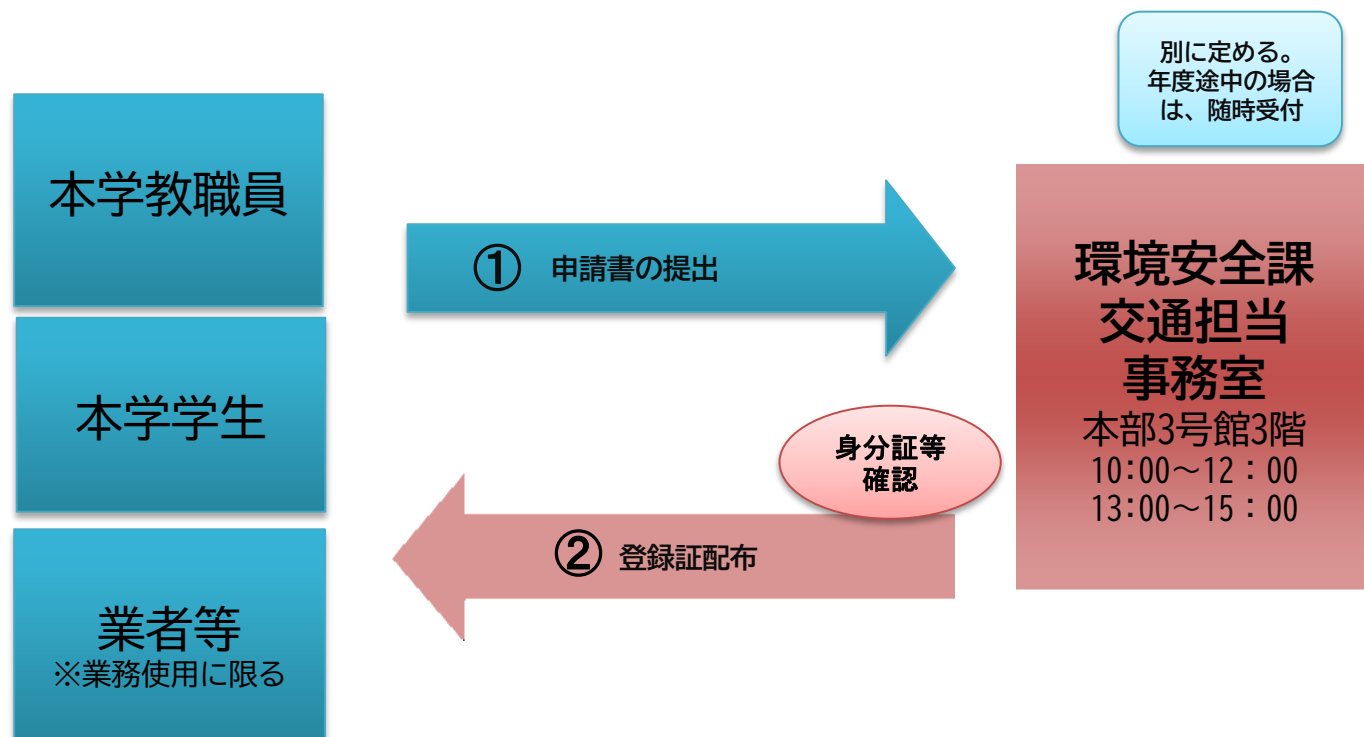 本学教職員
本学学生
業者等
※業務使用に限る
① 申請書の提出
身分証等
確認
② 登録証配布
別に定める。
年度途中の場合
は、随時受付
環境安全課
交通担当
事務室
本部3号館3階
10:00～12：00
13:00～15：00